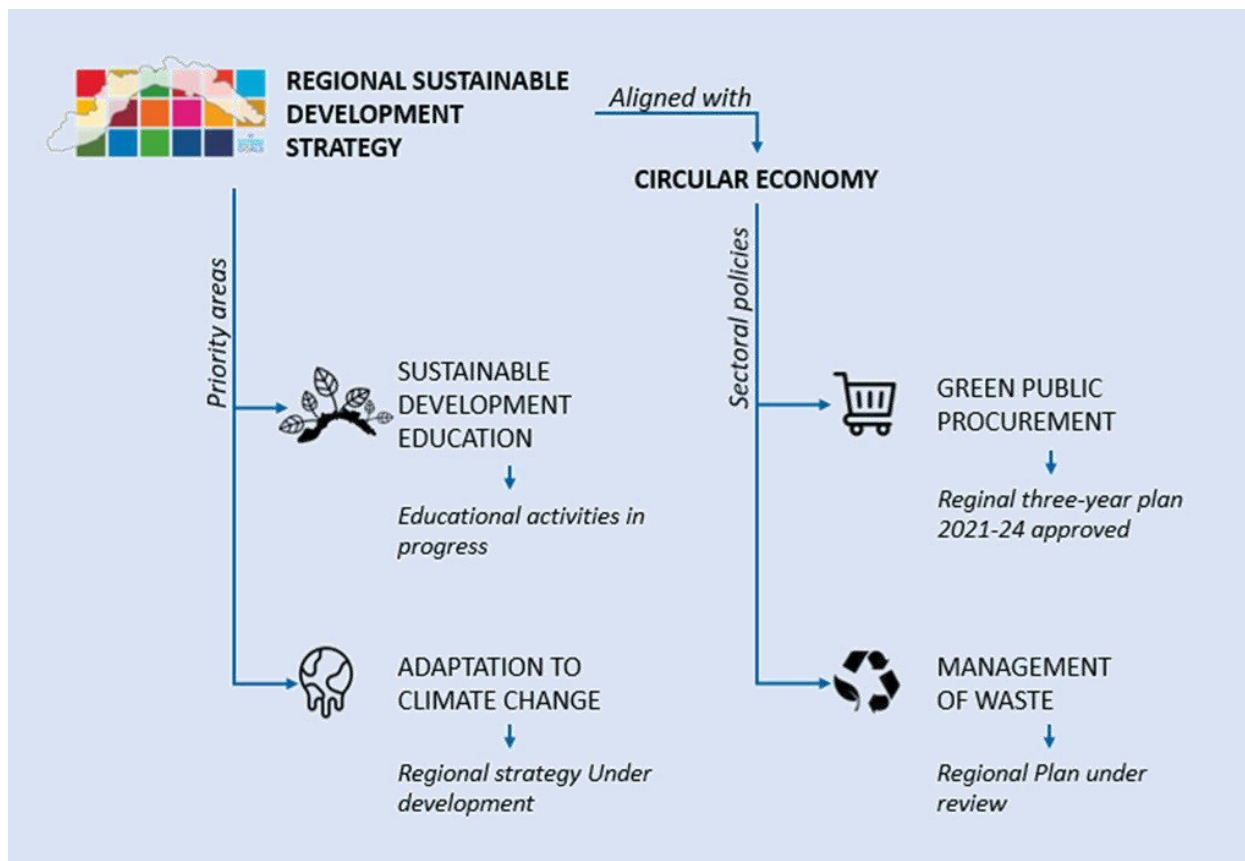 REGIONAL SUSTAINABLE
DEVELOPMENT
STRATEGY
Aligned with
CIRCULAR ECONOMY
Priority areas
Sectoral policies
SUSTAINABLE
DEVELOPMENT
EDUCATION
Educational activities in
progress
GREEN PUBLIC
PROCUREMENT
Reginal three-year plan
2021-24 approved
ADAPTATION TO
CLIMATE CHANGE
Regional strategy Under
development
MANAGEMENT
OF WASTE
Regional Plan under
review